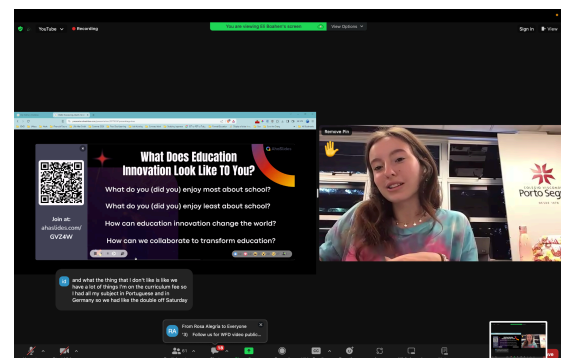 YouTube
Recording
You are viewing Eli Boahen's screen
View Options
Sign In
View
Remove Pin
ahaslides
What Does Education
Innovation Look Like TO You?
What do you (did you) enjoy most about school?
What do you (did you) enjoy least about school?
How can education innovation change the world?
How can we collaborate to transform education?
Join at:
ahaslides.com/
GVZ4W
Porto Seg
id
and what the thing that I don't like is like we
have a lot of things I'm on the curriculum fee so
I had all my subject in Portuguese and in
Germany so we had like the double off Saturday
RA
From Rosa Alegria to Everyone
Follow us for WFD video public...